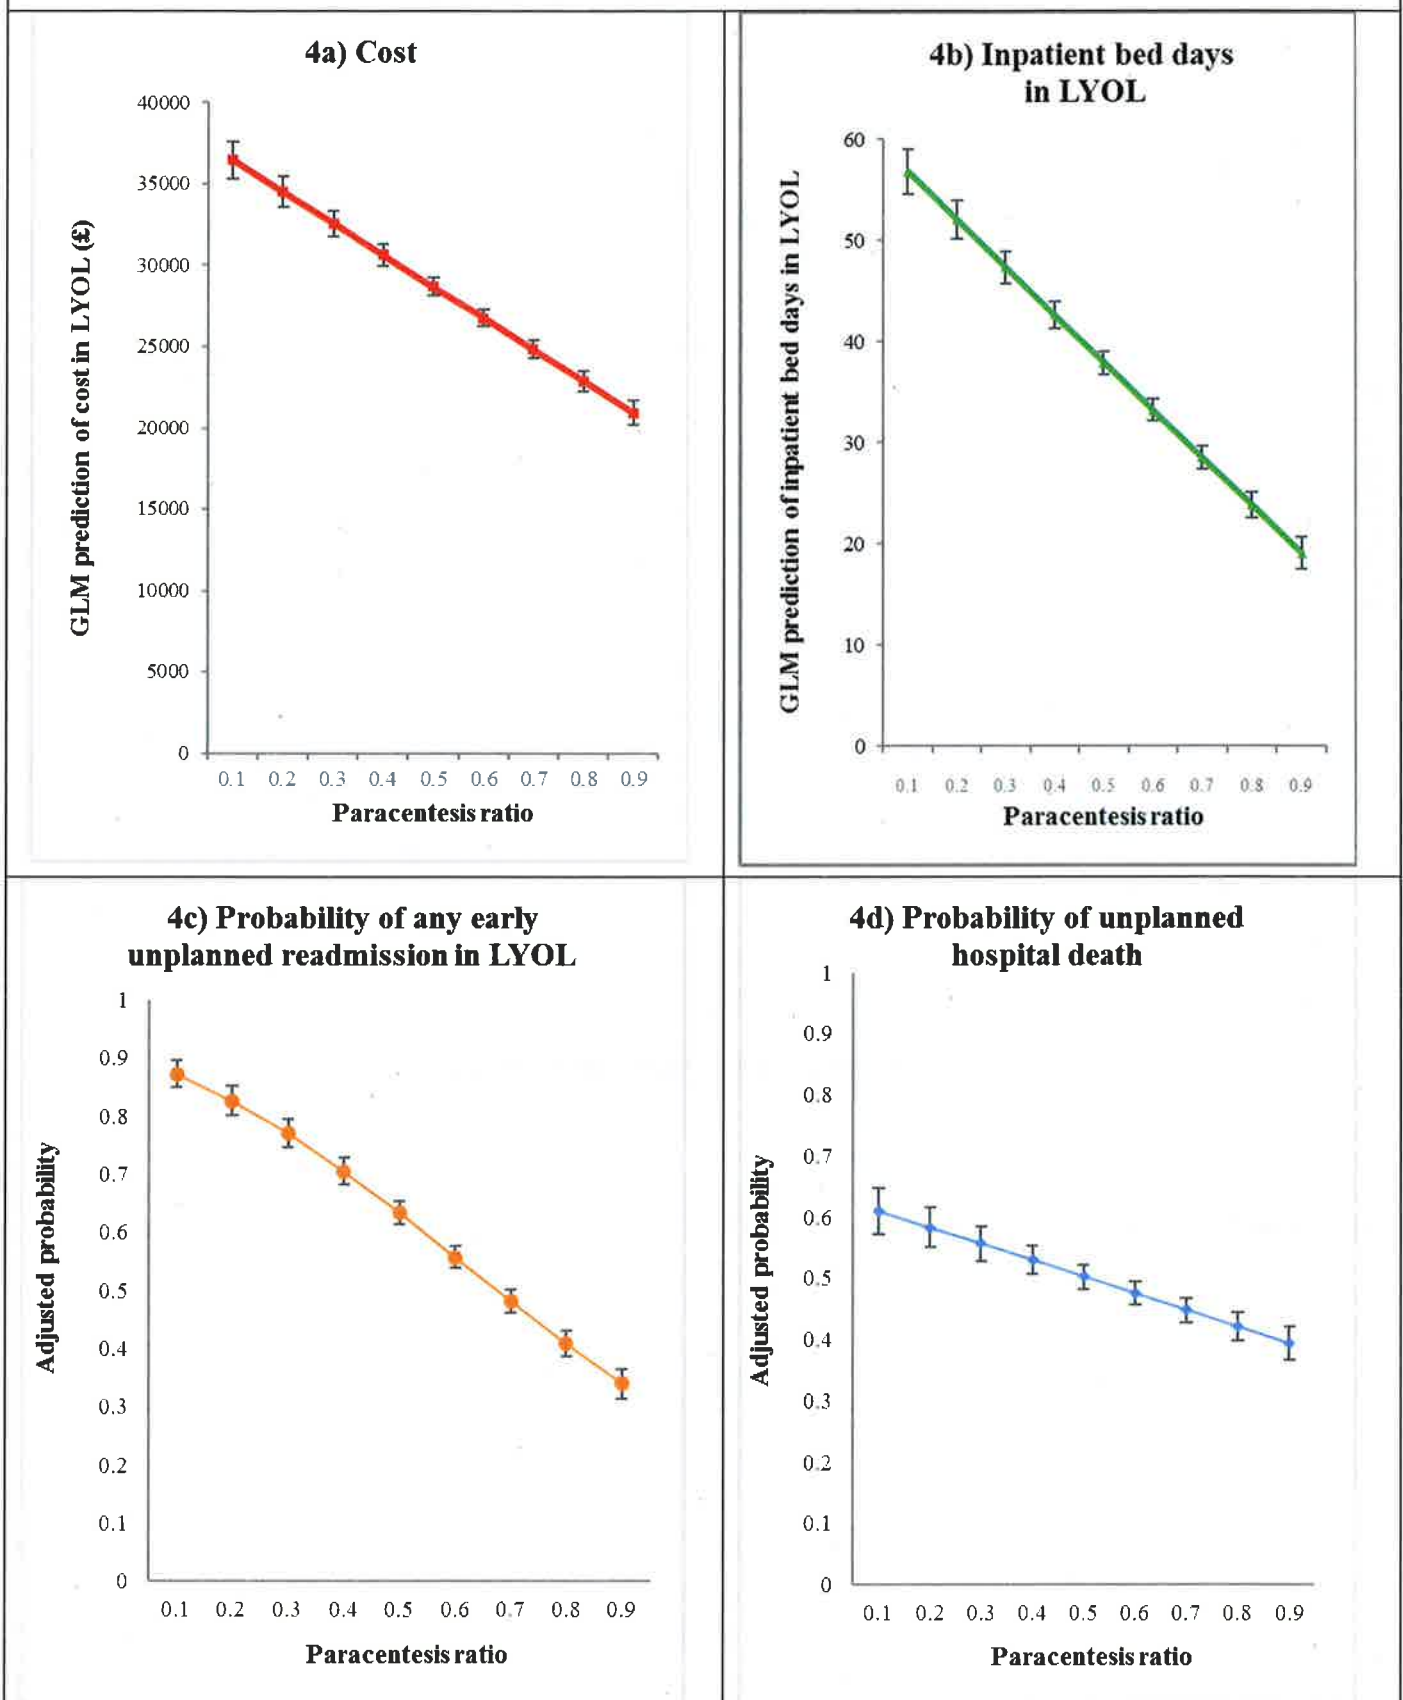 4a) Cost
GLM prediction of cost in LYOL (£)
40000
35000
30000
25000
20000
15000
10000
5000
0
0.1 0.2 0.3 0.4 0.5 0.6 0.7 0.8 0.9
Paracentesis ratio
4b) Inpatient bed days
in LYOL
GLM prediction of inpatient bed days in LYOL
60
50
40
30
20
10
0
0.1 0.2 0.3 0.4 0.5 0.6 0.7 0.8 0.9
Paracentesis ratio
4c) Probability of any early
unplanned readmission in LYOL
Adjusted probability
1
0.9
0.8
0.7
0.6
0.5
0.4
0.3
0.2
0.1
0
0.1 0.2 0.3 0.4 0.5 0.6 0.7 0.8 0.9
Paracentesis ratio
4d) Probability of unplanned
hospital death
Adjusted probability
1
0.9
0.8
0.7
0.6
0.5
0.4
0.3
0.2
0.1
0
0.1 0.2 0.3 0.4 0.5 0.6 0.7 0.8 0.9
Paracentesis ratio